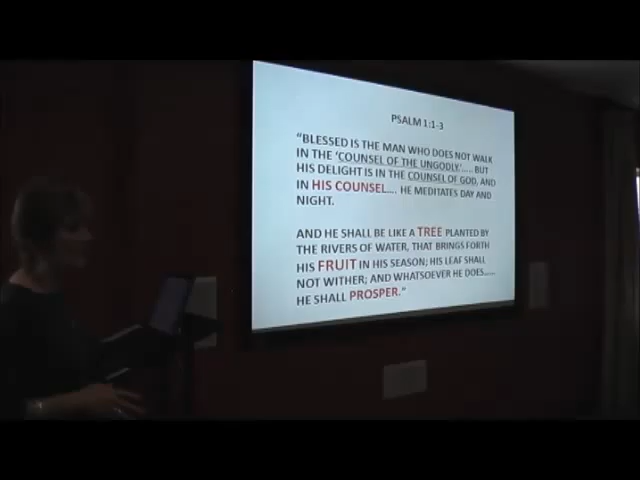 PSALM 1:1-3
"BLESSED IS THE MAN WHO DOES NOT WALK
IN THE 'COUNSEL OF THE UNGODLY.'..... BUT
HIS DELIGHT IS IN THE COUNSEL OF GOD, AND
IN HIS COUNSEL.... HE MEDITATES DAY AND
NIGHT.
AND HE SHALL BE LIKE A TREE PLANTED BY
THE RIVERS OF WATER, THAT BRINGS FORTH
HIS FRUIT IN HIS SEASON; HIS LEAF SHALL
NOT WITHER; AND WHATSOEVER HE DOES.....
HE SHALL PROSPER."